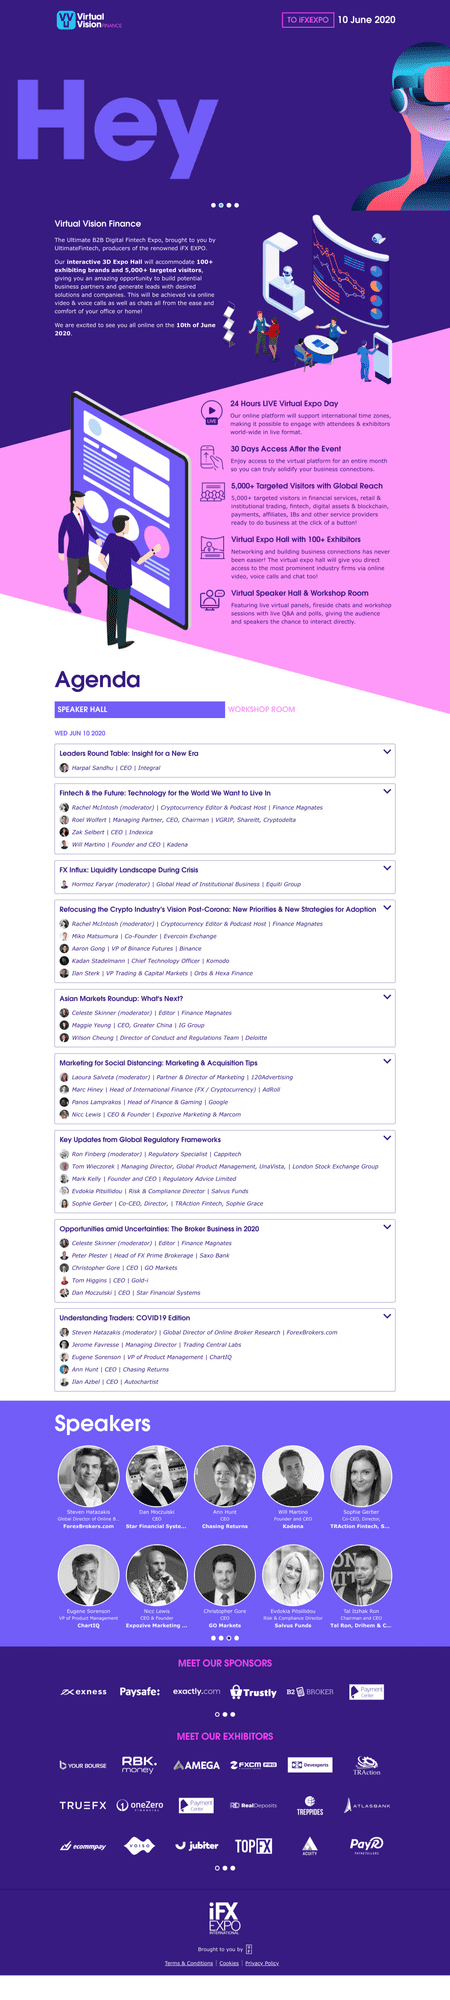 Virtual
Vision FINANCE
TO iFXEXPO
10 June 2020
Hey
Virtual Vision Finance
The Ultimate B2B Digital Fintech Expo, brought to you by
UltimateFintech, producers of the renowned iFX EXPO.
Our interactive 3D Expo Hall will accommodate 100+
exhibiting brands and 5,000+ targeted visitors,
giving you an amazing opportunity to build potential
business partners and generate leads with desired
solutions and companies. This will be achieved via online
video & voice calls as well as chats all from the ease and
comfort of your office or home!
We are excited to see you all online on the 10th of June
2020.
LIVE
24 Hours LIVE Virtual Expo Day
Our online platform will support international time zones,
making it possible to engage with attendees & exhibitors
world-wide in live format.
30 Days Access After the Event
Enjoy access to the virtual platform for an entire month
so you can truly solidify your business connections.
5,000+ Targeted Visitors with Global Reach
5,000+ targeted visitors in financial services, retail &
institutional trading, fintech, digital assets & blockchain,
payments, affiliates, IBs and other service providers
ready to do business at the click of a button!
Virtual Expo Hall with 100+ Exhibitors
Networking and building business connections has never
been easier! The virtual expo hall will give you direct
access to the most prominent industry firms via online
video, voice calls and chat too!
Virtual Speaker Hall & Workshop Room
Featuring live virtual panels, fireside chats and workshop
sessions with live Q&A and polls, giving the audience
and speakers the chance to interact directly.
Agenda
SPEAKER HALL
WORKSHOP ROOM
WED JUN 10 2020
Leaders Round Table: Insight for a New Era
Harpal Sandhu | CEO | Integral
Fintech & the Future: Technology for the World We Want to Live In
Rachel McIntosh (moderator) | Cryptocurrency Editor & Podcast Host | Finance Magnates
Roel Wolfert | Managing Partner, CEO, Chairman | VGRIP, Shareitt, Cryptodelta
Zak Selbert | CEO | Indexica
Will Martino | Founder and CEO | Kadena
FX Influx: Liquidity Landscape During Crisis
Hormoz Faryar (moderator) | Global Head of Institutional Business | Equiti Group
Refocusing the Crypto Industry's Vision Post-Corona: New Priorities & New Strategies for Adoption
Rachel McIntosh (moderator) | Cryptocurrency Editor & Podcast Host | Finance Magnates
Miko Matsumura | Co-Founder | Evercoin Exchange
Aaron Gong | VP of Binance Futures | Binance
Kadan Stadelmann | Chief Technology Officer | Komodo
Ilan Sterk | VP Trading & Capital Markets | Orbs & Hexa Finance
Asian Markets Roundup: What's Next?
Celeste Skinner (moderator) | Editor | Finance Magnates
Maggie Yeung | CEO, Greater China | IG Group
Wilson Cheung | Director of Conduct and Regulations Team | Deloitte
Marketing for Social Distancing: Marketing & Acquisition Tips
Laoura Salveta (moderator) | Partner & Director of Marketing | 120Advertising
Marc Hiney | Head of International Finance (FX / Cryptocurrency) | AdRoll
Panos Lamprakos | Head of Finance & Gaming | Google
Nicc Lewis | CEO & Founder | Expozive Marketing & Marcom
Key Updates from Global Regulatory Frameworks
Ron Finberg (moderator) | Regulatory Specialist | Cappitech
Tom Wieczorek | Managing Director, Global Product Management, UnaVista, | London Stock Exchange Group
Mark Kelly | Founder and CEO | Regulatory Advice Limited
Evdokia Pitsillidou | Risk & Compliance Director | Salvus Funds
Sophie Gerber | Co-CEO, Director, | TRAction Fintech, Sophie Grace
Opportunities amid Uncertainties: The Broker Business in 2020
Celeste Skinner (moderator) | Editor | Finance Magnates
Peter Plester | Head of FX Prime Brokerage | Saxo Bank
Christopher Gore | CEO | GO Markets
Tom Higgins | CEO | Gold-i
Dan Moczulski | CEO | Star Financial Systems
Understanding Traders: COVID19 Edition
Steven Hatazakis (moderator) | Global Director of Online Broker Research | ForexBrokers.com
Jerome Favresse | Managing Director | Trading Central Labs
Eugene Sorenson | VP of Product Management | ChartIQ
Ann Hunt | CEO | Chasing Returns
Ilan Azbel | CEO | Autochartist
Speakers
Steven Hatazakis
Global Director of Online B...
ForexBrokers.com
Dan Moczulski
CEO
Star Financial Syste...
Ann Hunt
CEO
Chasing Returns
Will Martino
Founder and CEO
Kadena
Sophie Gerber
Co-CEO, Director,
TRAction Fintech, S...
Eugene Sorenson
VP of Product Management
ChartIQ
Nicc Lewis
CEO & Founder
Expozive Marketing ...
Christopher Gore
CEO
GO Markets
Evdokia Pitsillidou
Risk & Compliance Director
Salvus Funds
Tal Itzhak Ron
Chairman and CEO
Tal Ron, Drihem & C...
MEET OUR SPONSORS
exness
Paysafe:
exactly.com
Trustly
B2BROKER
Payment
Center
MEET OUR EXHIBITORS
YOUR BOURSE
RBK.
money
AMEGA
FXCM PRO
Devexperts
TRAction
TRUEFX
oneZero
FINANCIAL
Payment
Center
RealDeposits
TREPPIDES
ATLASBANK
ecommpay
VOISO
jubiter
TOPFX
ACUITY
PayR
PAYRETAILERS
iFX
EXPO
INTERNATIONAL
Brought to you by
Terms & Conditions | Cookies | Privacy Policy